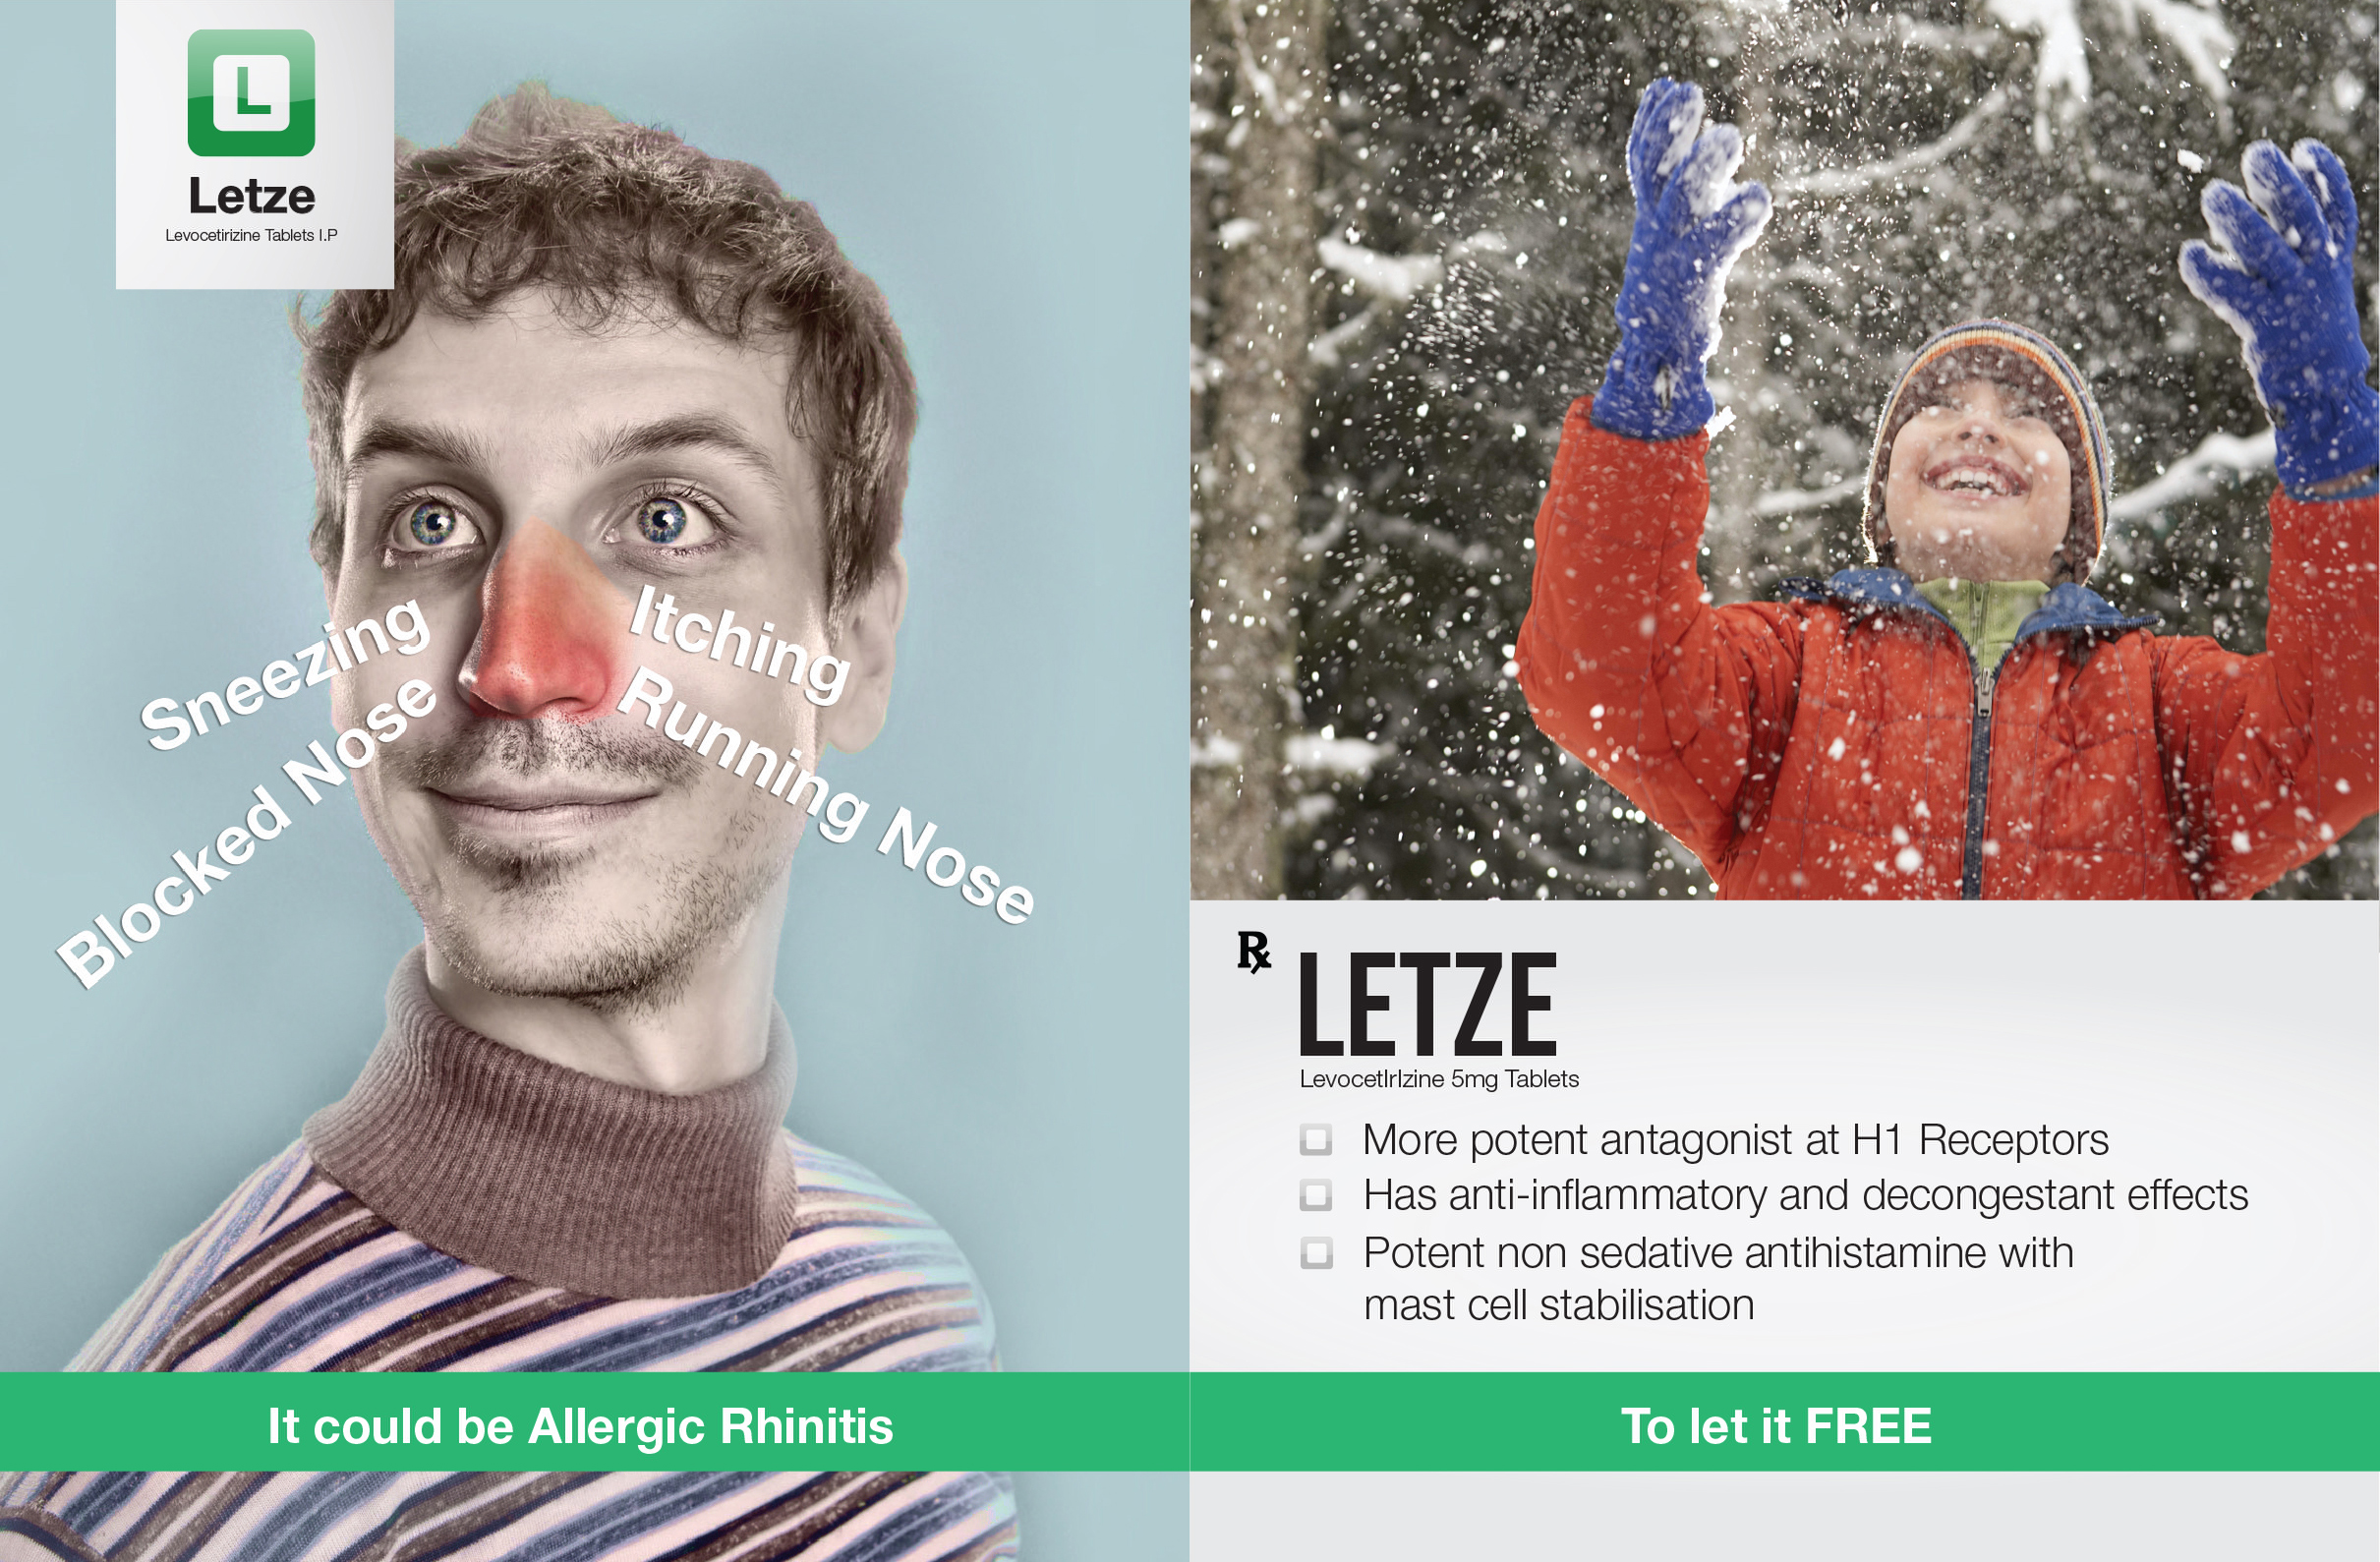 L
Letze
Levocetirizine Tablets I.P
Sneezing
Blocked Nose
Itching
Running Nose
It could be Allergic Rhinitis
℞ LETZE
LevocetIrIzine 5mg Tablets
More potent antagonist at H1 Receptors
Has anti-inflammatory and decongestant effects
Potent non sedative antihistamine with
mast cell stabilisation
To let it FREE